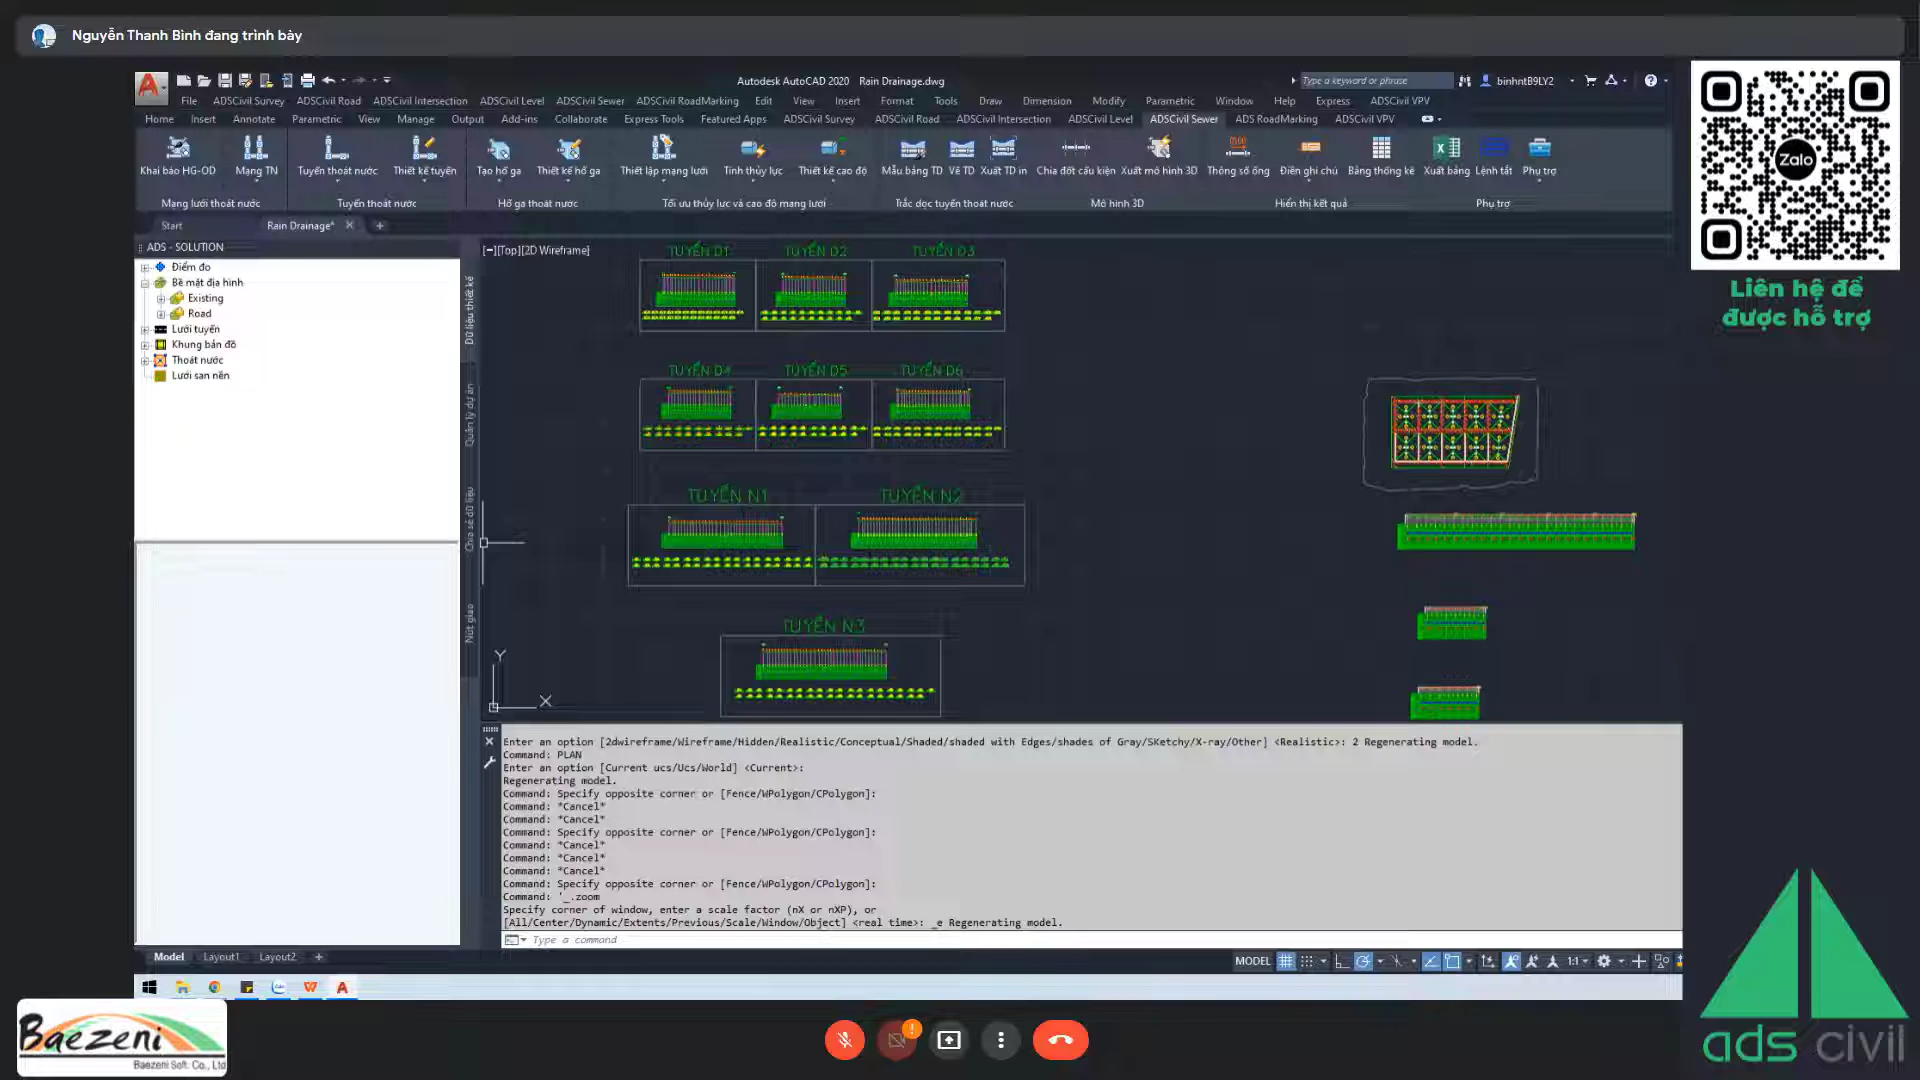 Nguyễn Thanh Bình đang trình bày
Autodesk AutoCAD 2020 Rain Drainage.dwg
Type a keyword or phrase
binhntB9LY2
File ADSCivil Survey ADSCivil Road ADSCivil Intersection ADSCivil Level ADSCivil Sewer ADSCivil RoadMarking Edit View Insert Format Tools Draw Dimension Modify Parametric Window Help Express ADSCivil VPV
Home Insert Annotate Parametric View Manage Output Add-ins Collaborate Express Tools Featured Apps ADSCivil Survey ADSCivil Road ADSCivil Intersection ADSCivil Level ADSCivil Sewer ADS RoadMarking ADSCivil VPV
Khai báo HG-OD Mạng TN Tuyến thoát nước Thiết kế tuyến Tạo hố ga Thiết kế hố ga Thiết lập mạng lưới Tính thủy lực Thiết kế cao độ Mẫu bảng TD Vẽ TD Xuất TD in Chia đốt cấu kiện Xuất mô hình 3D Thông số ống Điền ghi chú Bảng thống kê Xuất bảng Lệnh tắt Phụ trợ
Mạng lưới thoát nước Tuyến thoát nước Hố ga thoát nước Tối ưu thủy lực và cao độ mạng lưới Trắc dọc tuyến thoát nước Mô hình 3D Hiển thị kết quả Phụ trợ
Start Rain Drainage*
ADS - SOLUTION
Điểm đo
Bề mặt địa hình
Existing
Road
Lưới tuyến
Khung bản đồ
Thoát nước
Lưới san nền
Dữ liệu thiết kế
Quản lý dự án
Chia sẻ dữ liệu
Nút giao
[−][Top][2D Wireframe]
TUYẾN D1 TUYẾN D2 TUYẾN D3
TUYẾN D4 TUYẾN D5 TUYẾN D6
TUYẾN N1 TUYẾN N2
TUYẾN N3
Y
X
Enter an option [2dwireframe/Wireframe/Hidden/Realistic/Conceptual/Shaded/shaded with Edges/shades of Gray/SKetchy/X-ray/Other] <Realistic>: 2 Regenerating model.
Command: PLAN
Enter an option [Current ucs/Ucs/World] <Current>:
Regenerating model.
Command: Specify opposite corner or [Fence/WPolygon/CPolygon]:
Command: *Cancel*
Command: *Cancel*
Command: Specify opposite corner or [Fence/WPolygon/CPolygon]:
Command: *Cancel*
Command: *Cancel*
Command: *Cancel*
Command: Specify opposite corner or [Fence/WPolygon/CPolygon]:
Command: '_.zoom
Specify corner of window, enter a scale factor (nX or nXP), or
[All/Center/Dynamic/Extents/Previous/Scale/Window/Object] <real time>: _e Regenerating model.
Type a command
Model Layout1 Layout2 +
MODEL 1:1
Zalo
Liên hệ để
được hỗ trợ
Baezeni
Baezeni Soft. Co., Ltd
ads civil